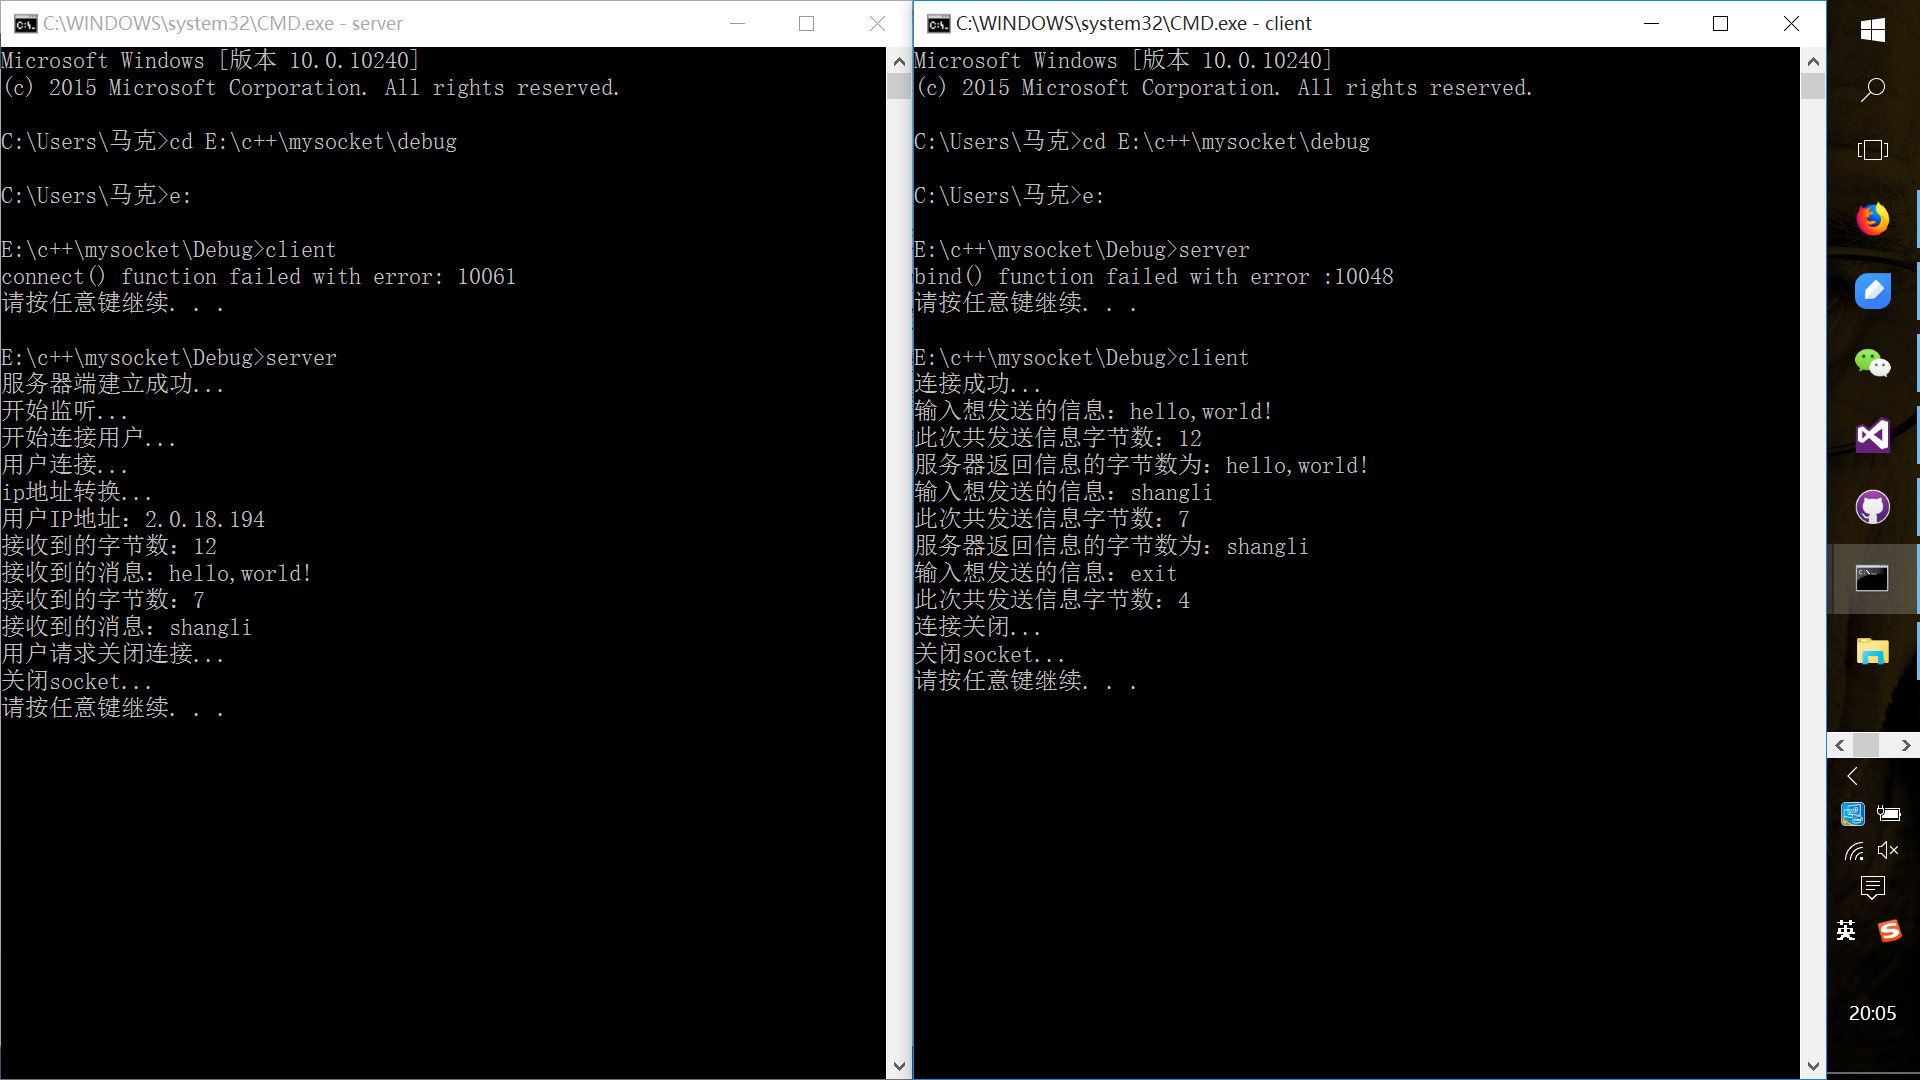 C:\WINDOWS\system32\CMD.exe - server
Microsoft Windows [版本 10.0.10240]
(c) 2015 Microsoft Corporation. All rights reserved.
C:\Users\马克>cd E:\c++\mysocket\debug
C:\Users\马克>e:
E:\c++\mysocket\Debug>client
connect() function failed with error: 10061
请按任意键继续. . .
E:\c++\mysocket\Debug>server
服务器端建立成功...
开始监听...
开始连接用户...
用户连接...
ip地址转换...
用户IP地址：2.0.18.194
接收到的字节数：12
接收到的消息：hello,world!
接收到的字节数：7
接收到的消息：shangli
用户请求关闭连接...
关闭socket...
请按任意键继续. . .
C:\WINDOWS\system32\CMD.exe - client
Microsoft Windows [版本 10.0.10240]
(c) 2015 Microsoft Corporation. All rights reserved.
C:\Users\马克>cd E:\c++\mysocket\debug
C:\Users\马克>e:
E:\c++\mysocket\Debug>server
bind() function failed with error :10048
请按任意键继续. . .
E:\c++\mysocket\Debug>client
连接成功...
输入想发送的信息：hello,world!
此次共发送信息字节数：12
服务器返回信息的字节数为：hello,world!
输入想发送的信息：shangli
此次共发送信息字节数：7
服务器返回信息的字节数为：shangli
输入想发送的信息：exit
此次共发送信息字节数：4
连接关闭...
关闭socket...
请按任意键继续. . .
英
20:05